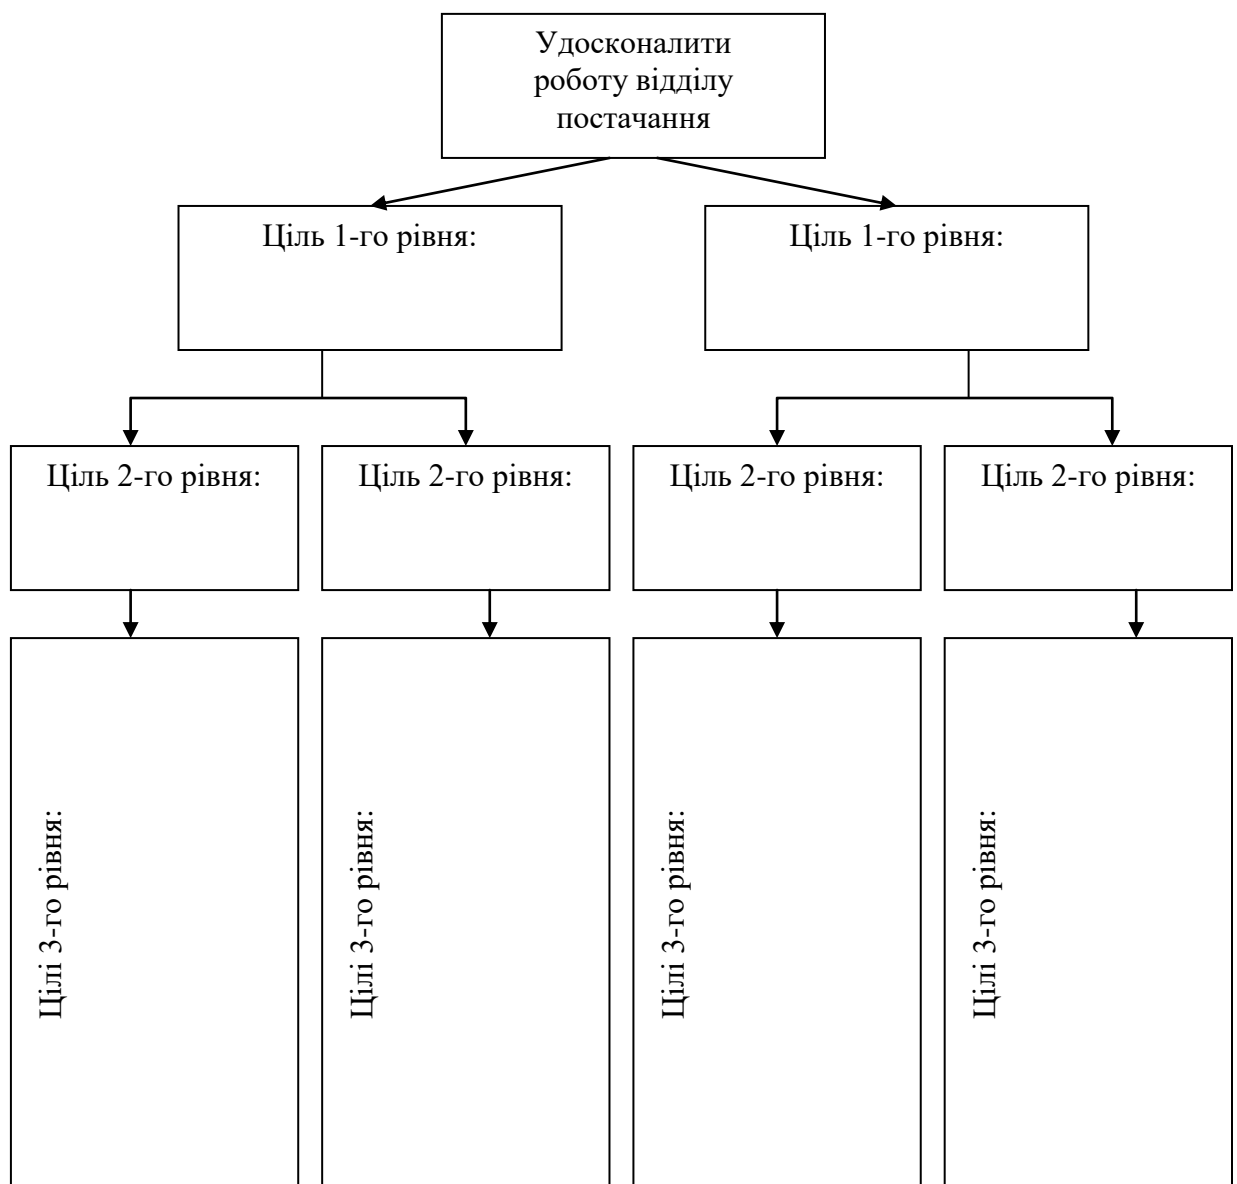 Удосконалити
роботу відділу
постачання
Ціль 1-го рівня:
Ціль 1-го рівня:
Ціль 2-го рівня:
Ціль 2-го рівня:
Ціль 2-го рівня:
Ціль 2-го рівня:
Цілі 3-го рівня:
Цілі 3-го рівня:
Цілі 3-го рівня:
Цілі 3-го рівня: